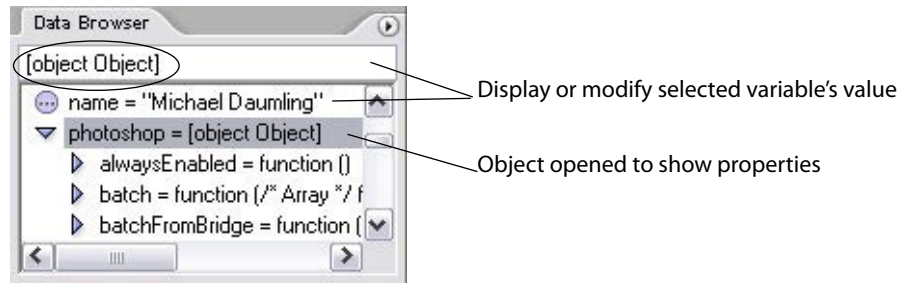 Data Browser
[object Object]
name = "Michael Daumling"
photoshop = [object Object]
alwaysEnabled = function ()
batch = function (/* Array */ f
batchFromBridge = function (
Display or modify selected variable’s value
Object opened to show properties